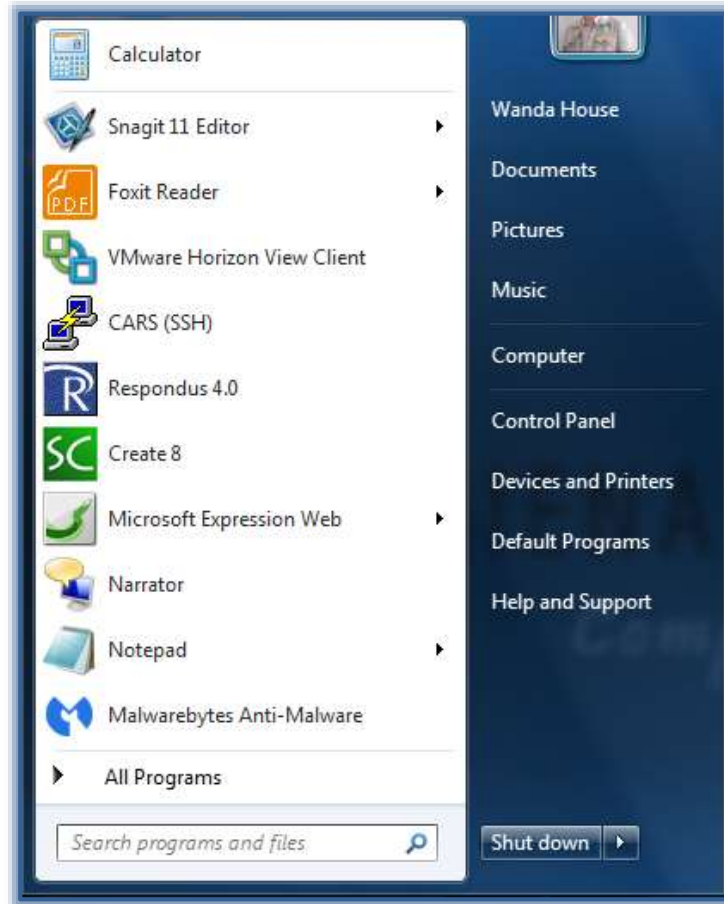 Calculator
Snagit 11 Editor
PDF
Foxit Reader
VMware Horizon View Client
CARS (SSH)
R
Respondus 4.0
SC
Create 8
Microsoft Expression Web
Narrator
Notepad
Malwarebytes Anti-Malware
All Programs
Search programs and files
Wanda House
Documents
Pictures
Music
Computer
Control Panel
Devices and Printers
Default Programs
Help and Support
Shut down